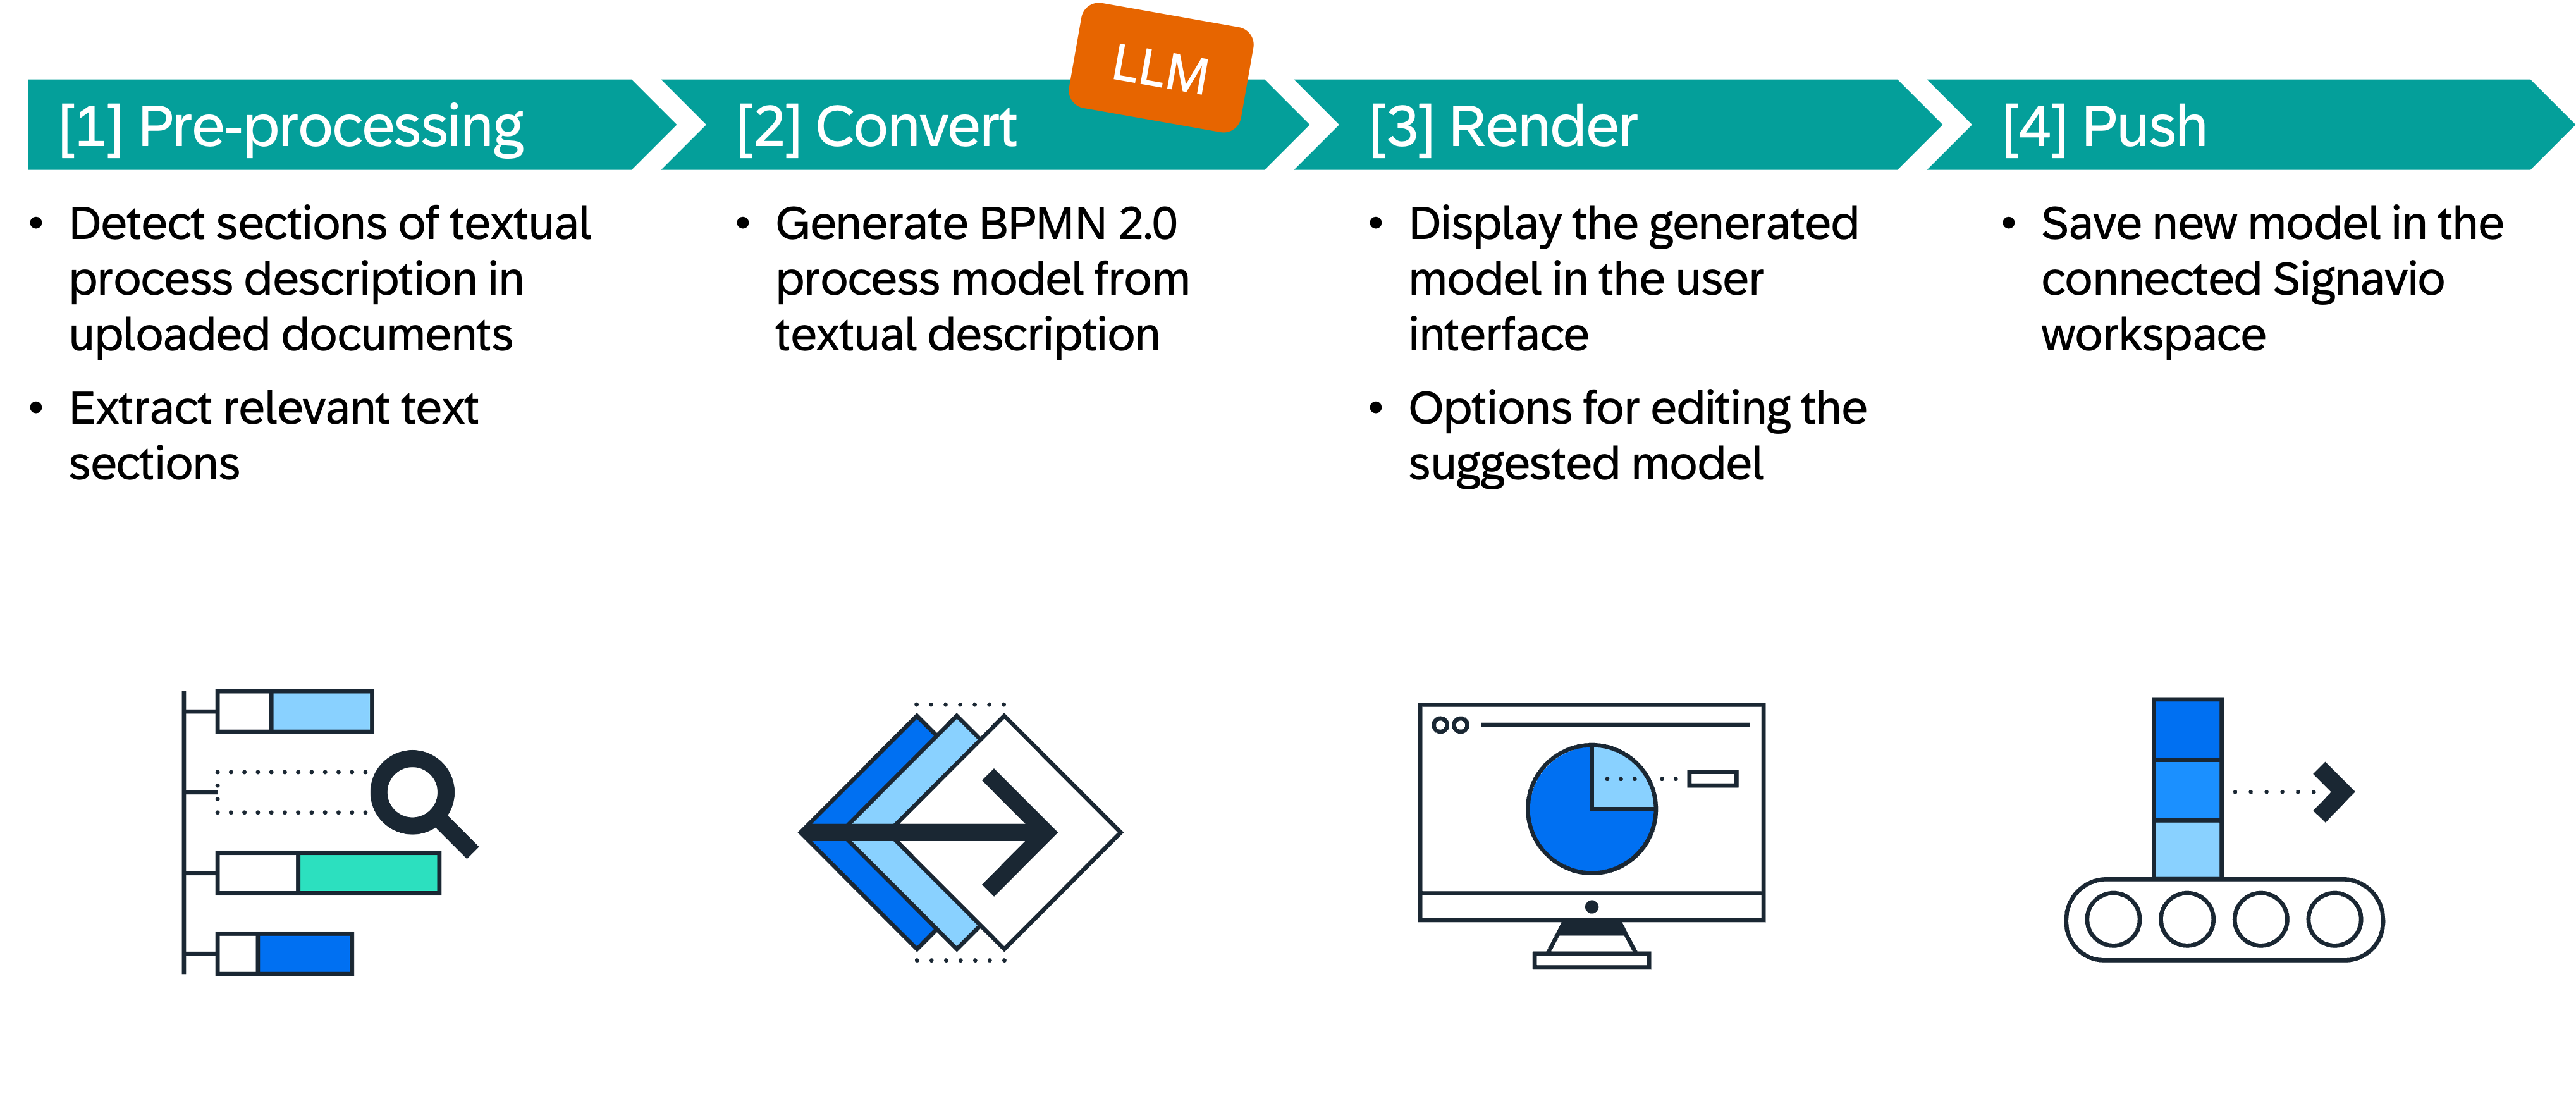 LLM
[1] Pre-processing
[2] Convert
[3] Render
[4] Push
• Detect sections of textual
process description in
uploaded documents
• Extract relevant text
sections
• Generate BPMN 2.0
process model from
textual description
• Display the generated
model in the user
interface
• Options for editing the
suggested model
• Save new model in the
connected Signavio
workspace